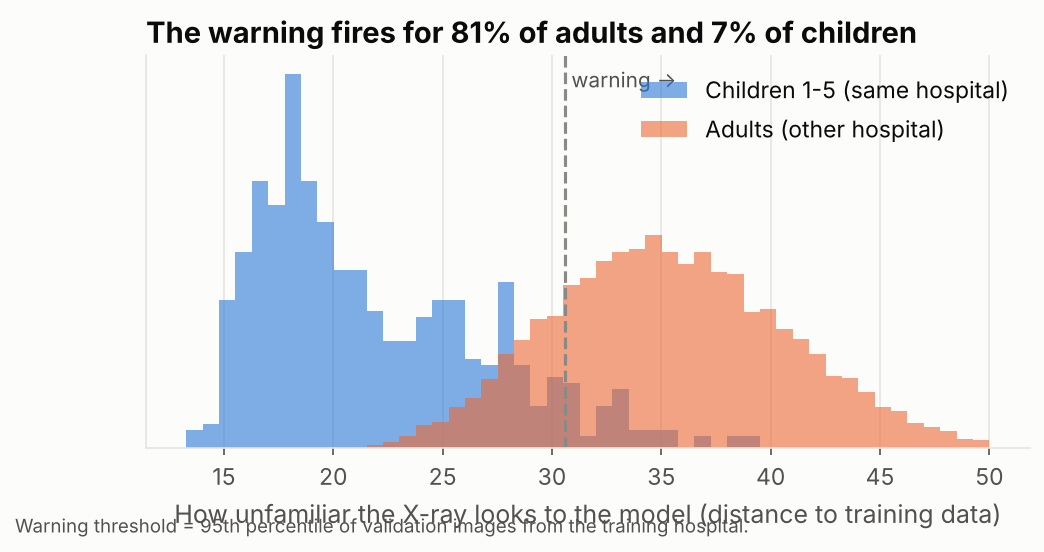 The warning fires for 81% of adults and 7% of children
warning →
Children 1-5 (same hospital)
Adults (other hospital)
15 20 25 30 35 40 45 50
How unfamiliar the X-ray looks to the model (distance to training data)
Warning threshold = 95th percentile of validation images from the training hospital.